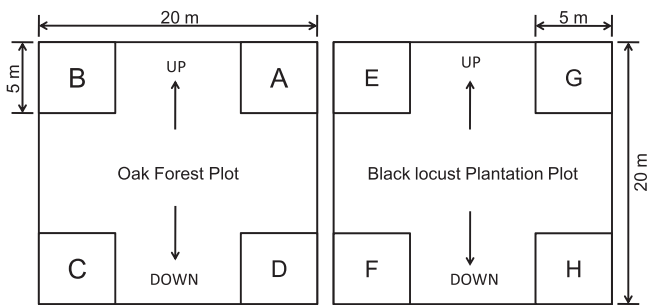 20 m
5 m
5 m
B
UP
A
E
UP
G
Oak Forest Plot
Black locust Plantation Plot
20 m
C
DOWN
D
F
DOWN
H